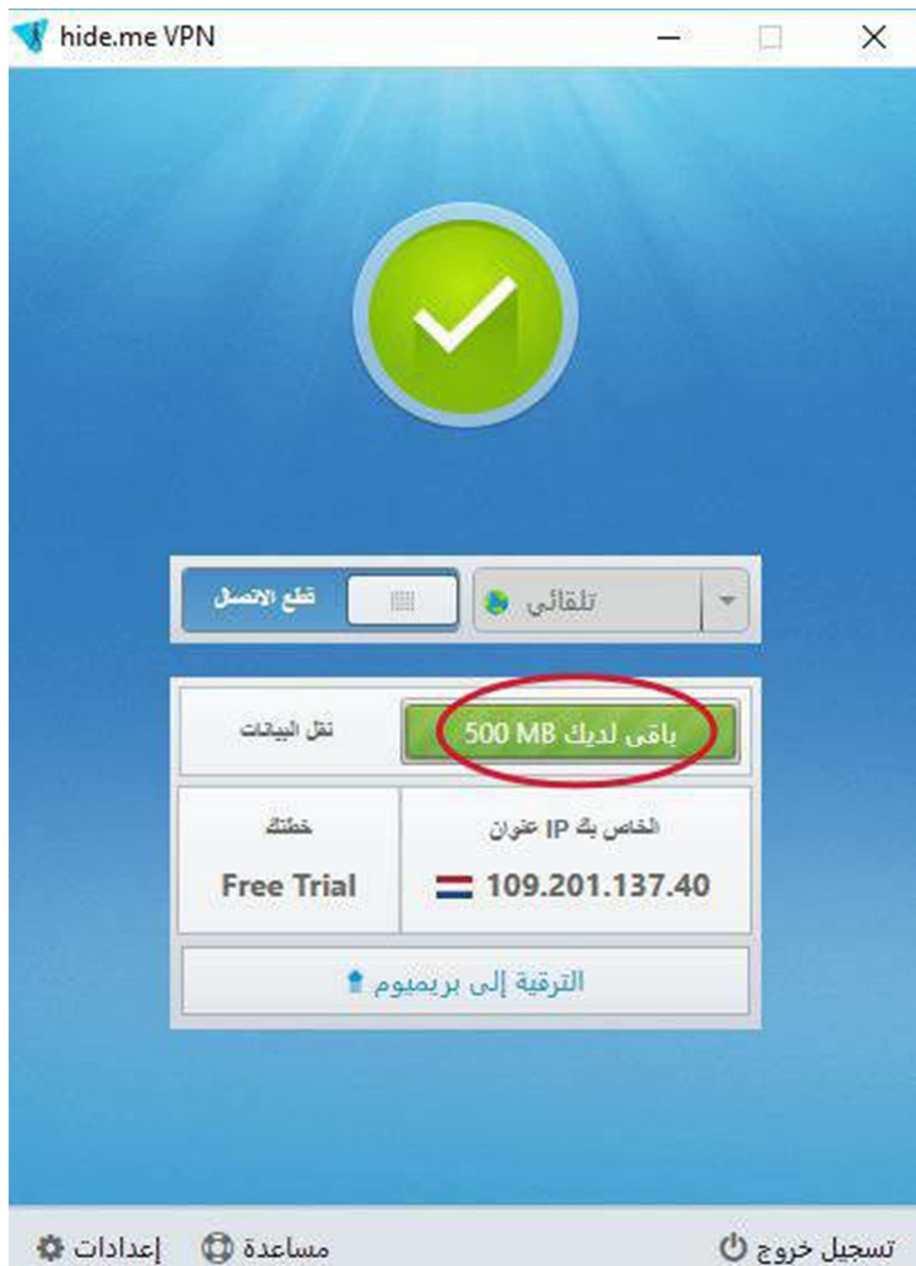 hide.me VPN
قطع الاتصال
تلقائي
نقل البيانات
باقى لديك 500 MB
خطتك
Free Trial
الخاص بك IP عنوان
109.201.137.40
الترقية إلى بريميوم
إعدادات
مساعدة
تسجيل خروج